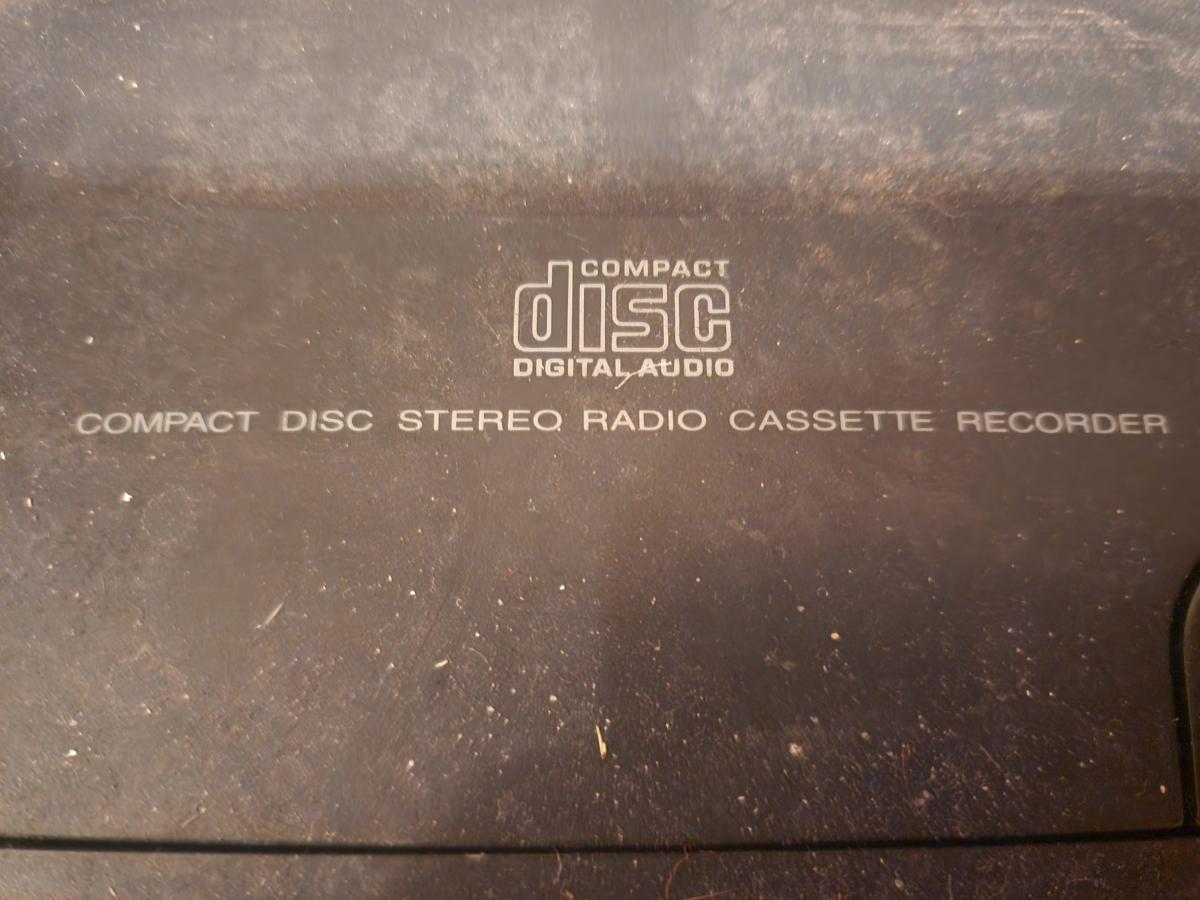 COMPACT
disc
DIGITAL AUDIO
COMPACT DISC STEREO RADIO CASSETTE RECORDER